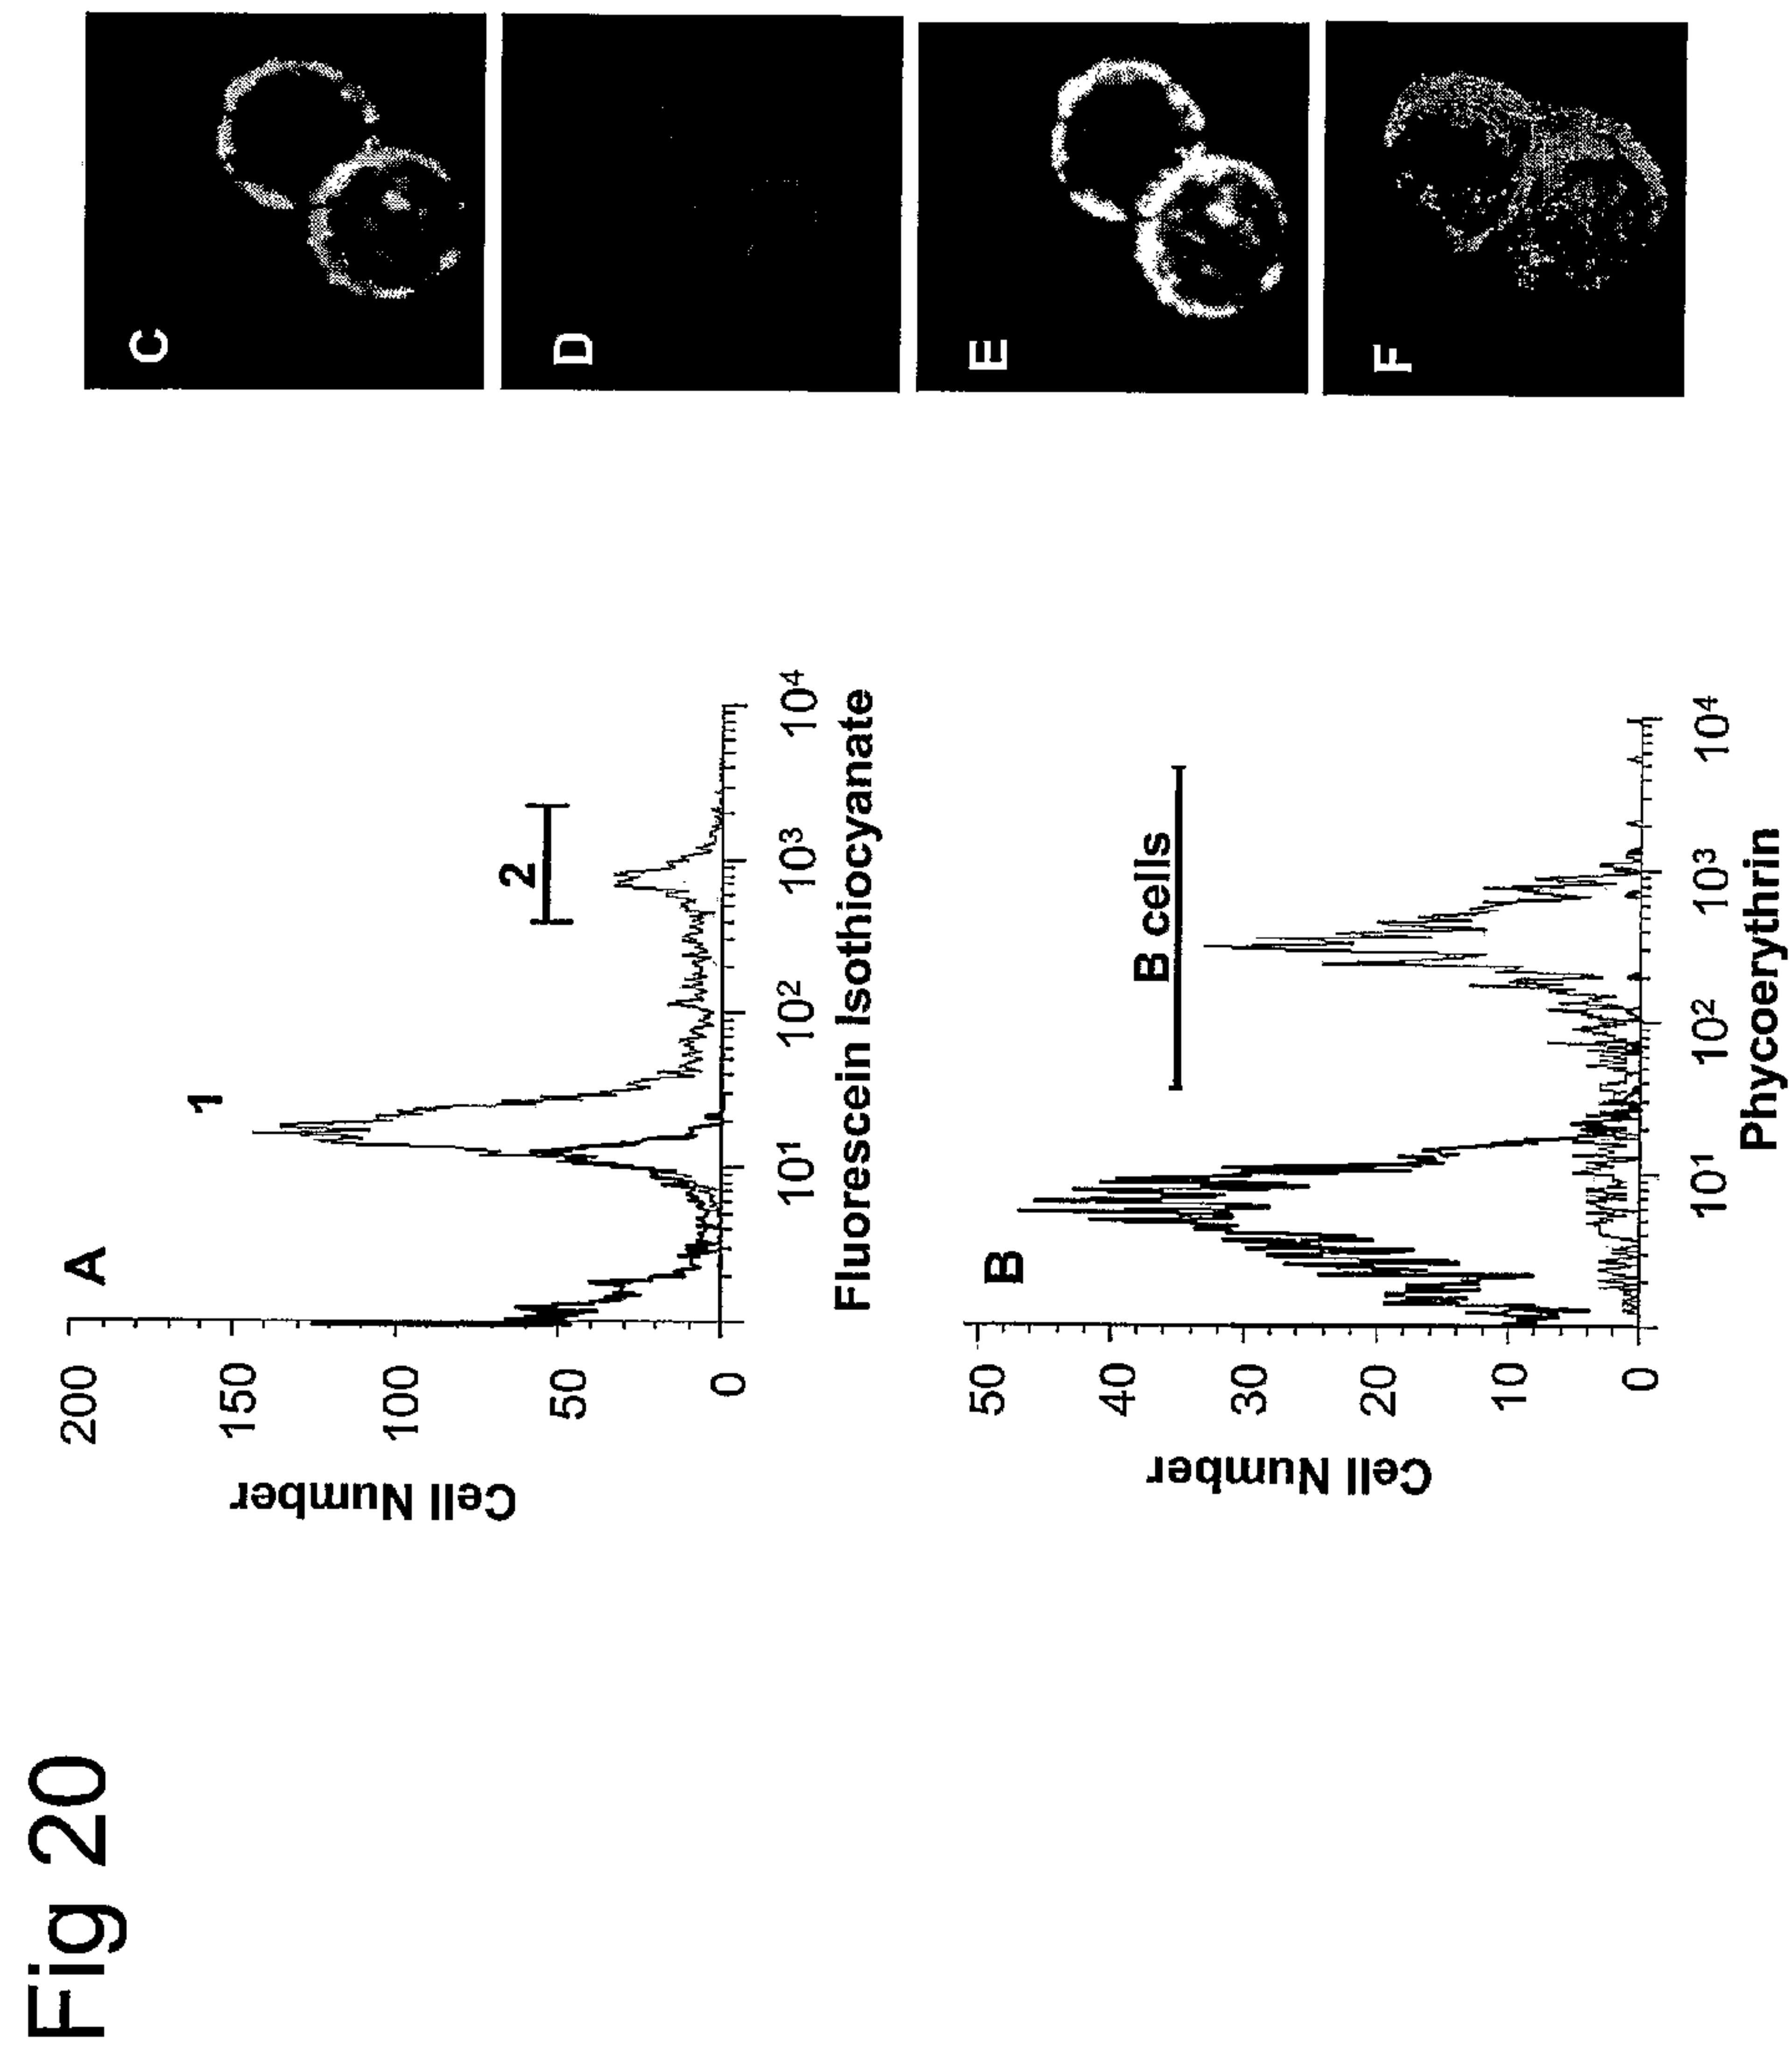 Fig 20
A
Cell Number
200
150
100
50
0
1
2
10¹ 10² 10³ 10⁴
Fluorescein Isothiocyanate
B
Cell Number
50
40
30
20
10
0
B cells
10¹ 10² 10³ 10⁴
Phycoerythrin
C
D
E
F